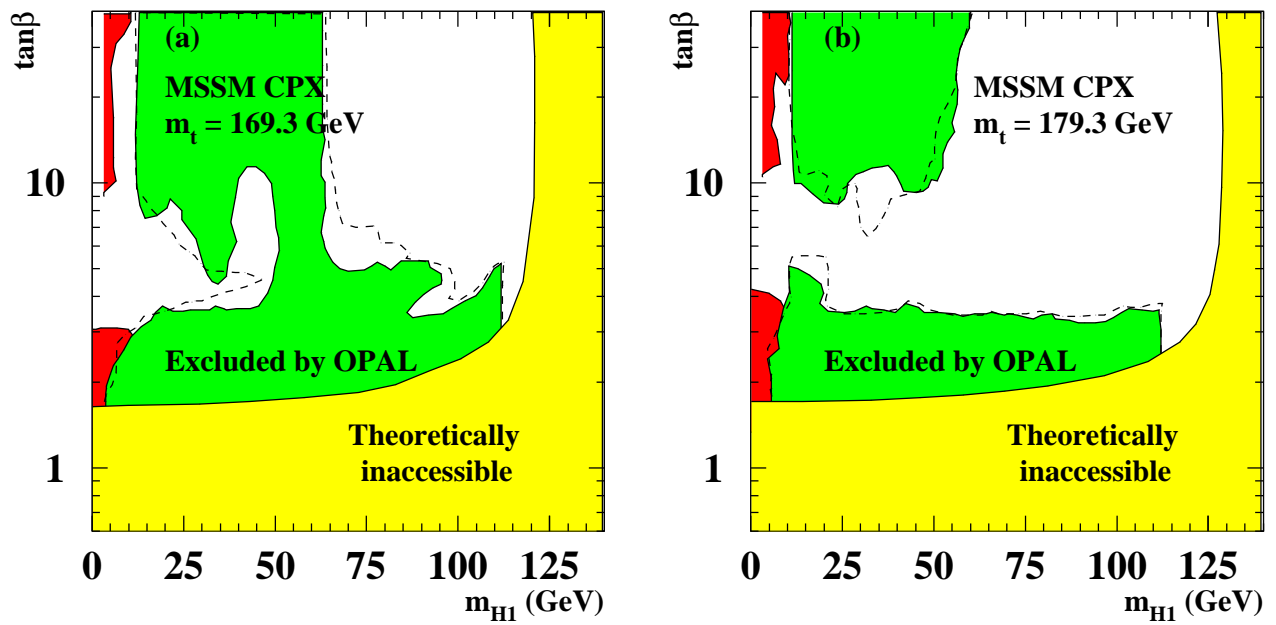 (a)
MSSM CPX
m_t = 169.3 GeV
Excluded by OPAL
Theoretically
inaccessible
tanβ
10
1
0 25 50 75 100 125
m_H1 (GeV)
(b)
MSSM CPX
m_t = 179.3 GeV
Excluded by OPAL
Theoretically
inaccessible
tanβ
10
1
0 25 50 75 100 125
m_H1 (GeV)